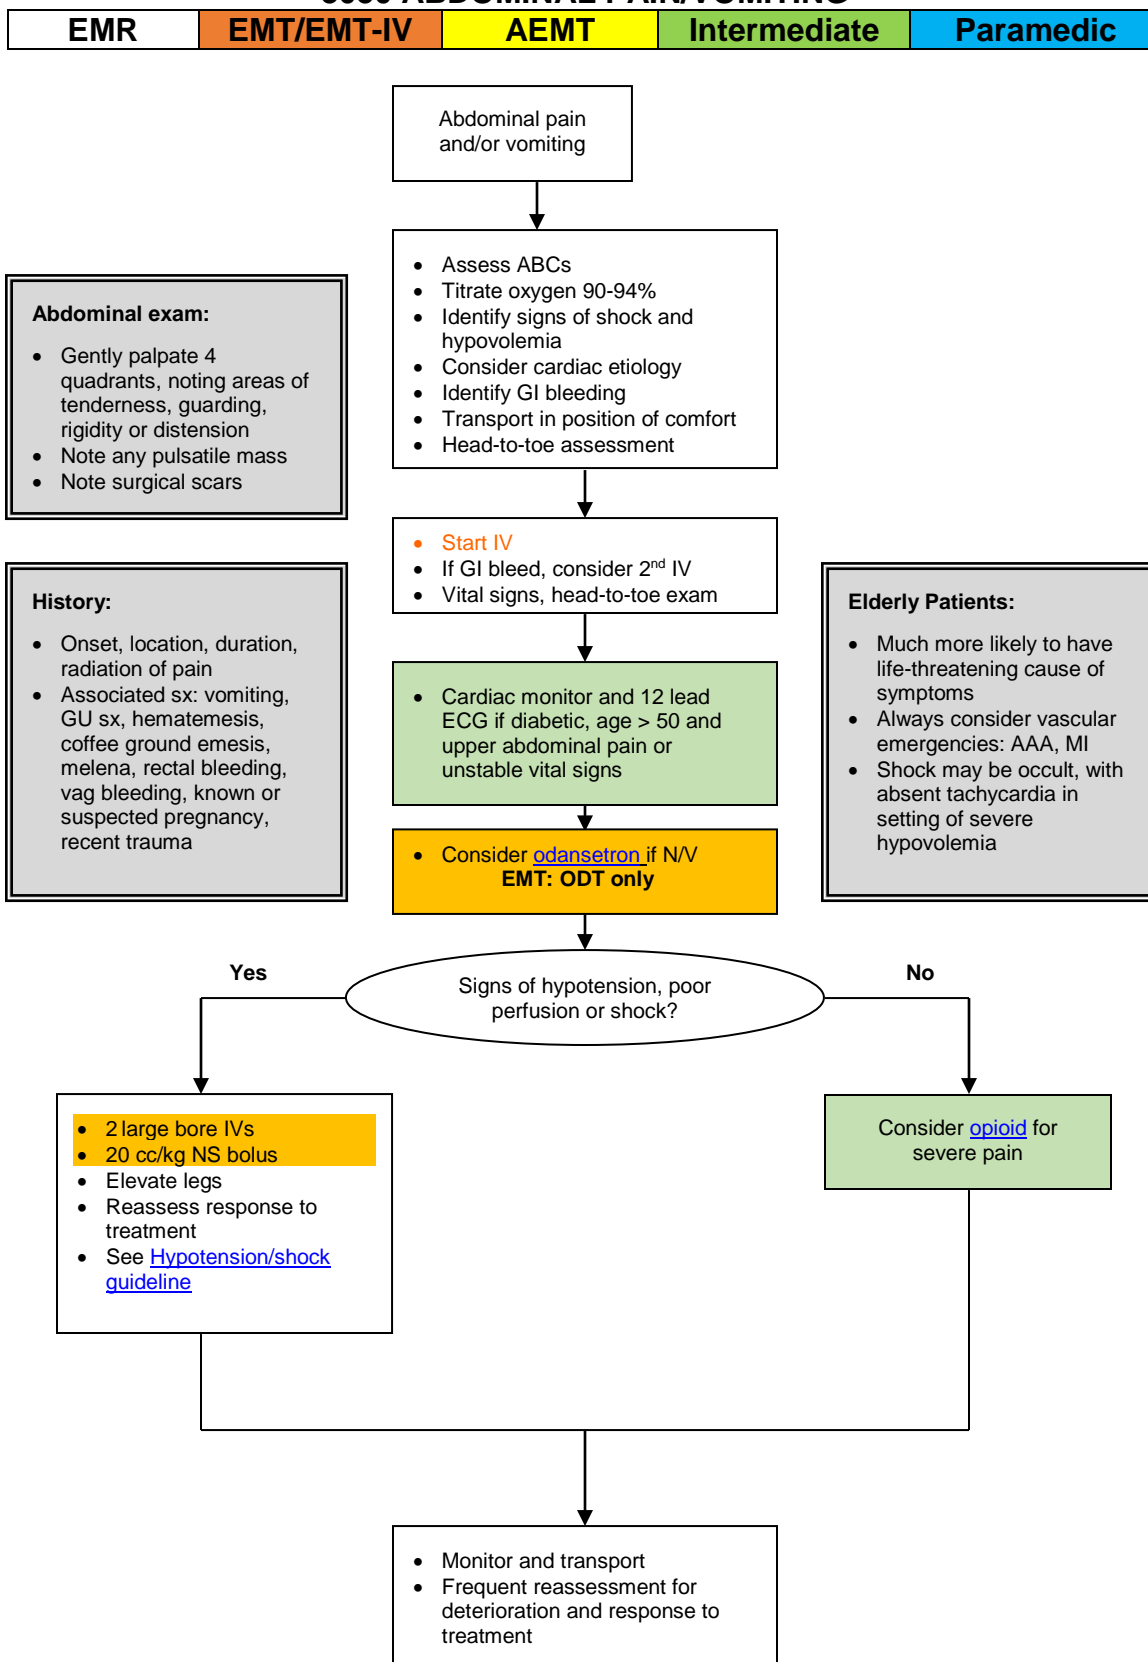 EMR EMT/EMT-IV AEMT Intermediate Paramedic
Abdominal pain
and/or vomiting
• Assess ABCs
• Titrate oxygen 90-94%
• Identify signs of shock and
hypovolemia
• Consider cardiac etiology
• Identify GI bleeding
• Transport in position of comfort
• Head-to-toe assessment
Abdominal exam:
• Gently palpate 4
quadrants, noting areas of
tenderness, guarding,
rigidity or distension
• Note any pulsatile mass
• Note surgical scars
• Start IV
• If GI bleed, consider 2nd IV
• Vital signs, head-to-toe exam
History:
• Onset, location, duration,
radiation of pain
• Associated sx: vomiting,
GU sx, hematemesis,
coffee ground emesis,
melena, rectal bleeding,
vag bleeding, known or
suspected pregnancy,
recent trauma
Elderly Patients:
• Much more likely to have
life-threatening cause of
symptoms
• Always consider vascular
emergencies: AAA, MI
• Shock may be occult, with
absent tachycardia in
setting of severe
hypovolemia
• Cardiac monitor and 12 lead
ECG if diabetic, age > 50 and
upper abdominal pain or
unstable vital signs
• Consider odansetron if N/V
EMT: ODT only
Signs of hypotension, poor
perfusion or shock?
Yes
No
• 2 large bore IVs
• 20 cc/kg NS bolus
• Elevate legs
• Reassess response to
treatment
• See Hypotension/shock
guideline
Consider opioid for
severe pain
• Monitor and transport
• Frequent reassessment for
deterioration and response to
treatment